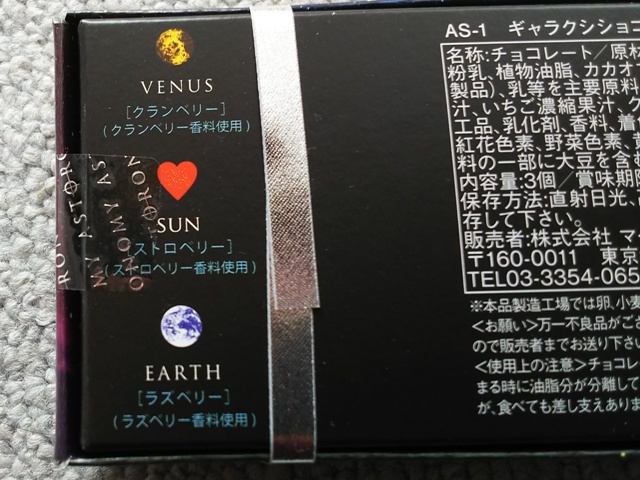 VENUS
[クランベリー]
(クランベリー香料使用)
SUN
ストロベリー]
(ストロベリー香料使用)
EARTH
[ラズベリー]
(ラズベリー香料使用)
ASTRO
NOMY AS
TORON
AS-1 ギャラクシショコ
名称:チョコレート/原材
粉乳、植物油脂、カカオ
製品)、乳等を主要原料
汁、いちご濃縮果汁、
工品、乳化剤、香料、着
紅花色素、野菜色素、
料の一部に大豆を含
内容量:3個/賞味期
保存方法:直射日光、
存して下さい。
販売者:株式会社 マ
〒160-0011 東京
TEL03-3354-065
※本品製造工場では卵、小麦
<お願い>万一不良品がござ
ので販売者までお送り下さ
<使用上の注意>チョコレ
まる時に油脂分が分離して
が、食べても差し支えありま